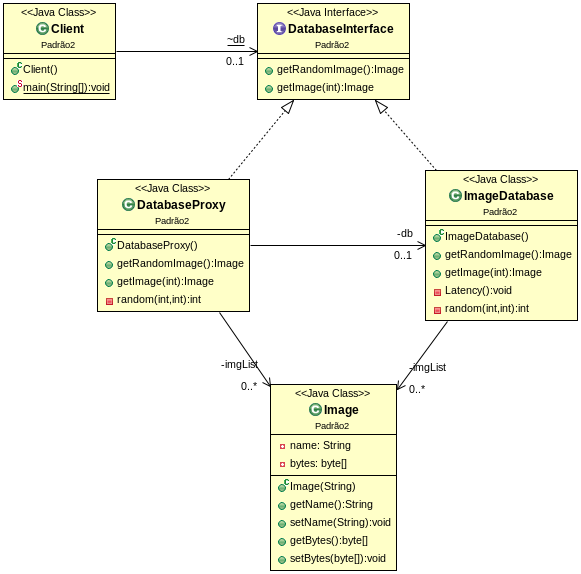 <<Java Class>>
Client
Padrão2
Client()
main(String[]):void
~db
0..1
<<Java Interface>>
DatabaseInterface
Padrão2
getRandomImage():Image
getImage(int):Image
<<Java Class>>
DatabaseProxy
Padrão2
DatabaseProxy()
getRandomImage():Image
getImage(int):Image
random(int,int):int
-db
0..1
<<Java Class>>
ImageDatabase
Padrão2
ImageDatabase()
getRandomImage():Image
getImage(int):Image
Latency():void
random(int,int):int
-imgList
0..*
-imgList
0..*
<<Java Class>>
Image
Padrão2
name: String
bytes: byte[]
Image(String)
getName():String
setName(String):void
getBytes():byte[]
setBytes(byte[]):void